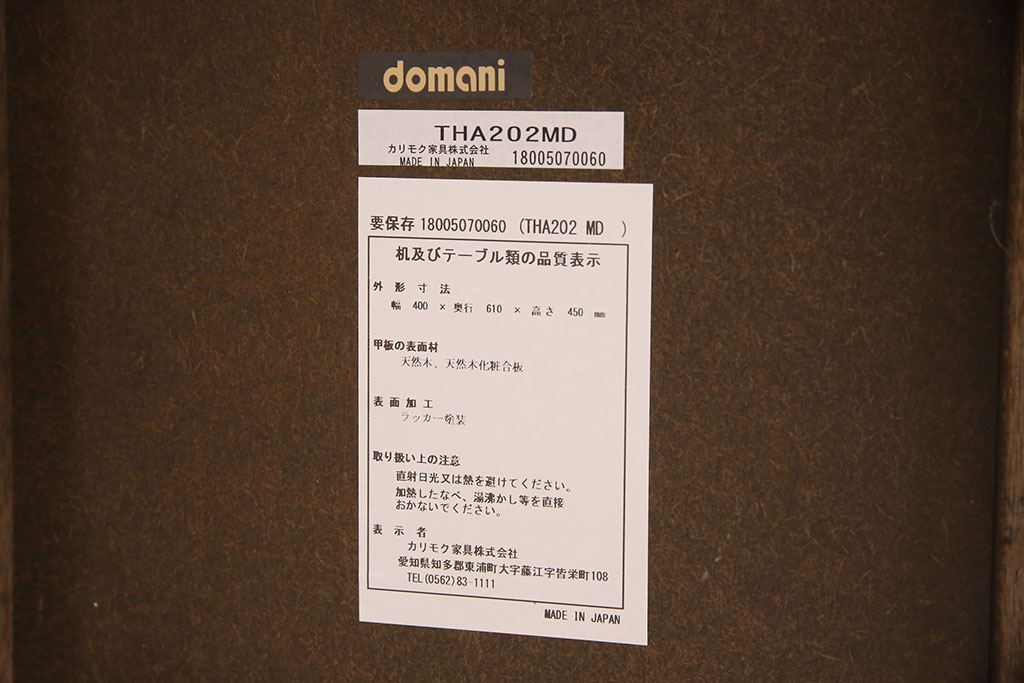 domani
THA202MD
カリモク家具株式会社
MADE IN JAPAN 18005070060
要保存 18005070060 (THA202 MD )
机及びテーブル類の品質表示
外形寸法
幅 400 × 奥行 610 × 高さ 450 mm
甲板の表面材
天然木、天然木化粧合板
表面加工
ラッカー塗装
取り扱い上の注意
直射日光又は熱を避けてください。
加熱したなべ、湯沸かし等を直接
おかないでください。
表示者
カリモク家具株式会社
愛知県知多郡東浦町大字藤江字皆栄町108
TEL(0562)83-1111
MADE IN JAPAN